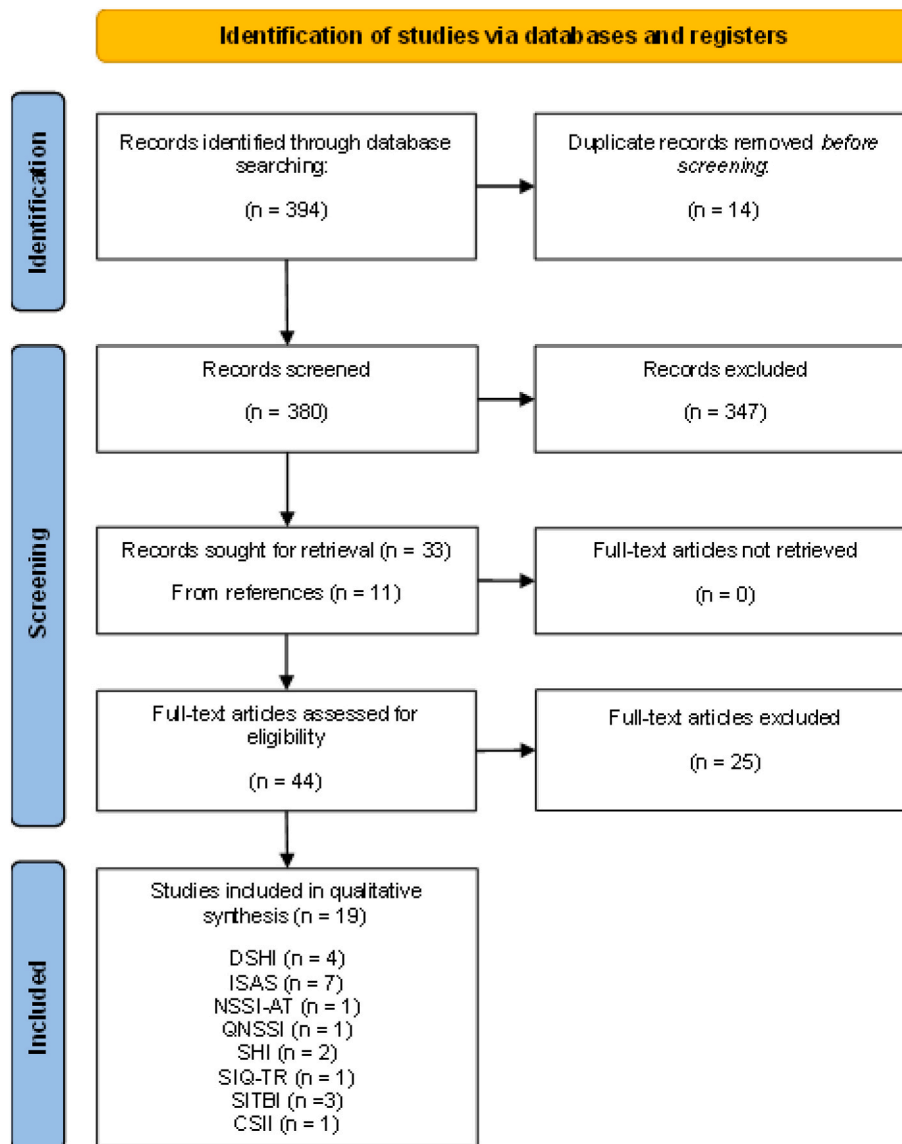 Identification of studies via databases and registers
Identification
Records identified through database
searching:
(n = 394)
Duplicate records removed before
screening:
(n = 14)
Screening
Records screened
(n = 380)
Records excluded
(n = 347)
Records sought for retrieval (n = 33)
From references (n = 11)
Full-text articles not retrieved
(n = 0)
Full-text articles assessed for
eligibility
(n = 44)
Full-text articles excluded
(n = 25)
Included
Studies included in qualitative
synthesis (n = 19)
DSHI (n = 4)
ISAS (n = 7)
NSSI-AT (n = 1)
QNSSI (n = 1)
SHI (n = 2)
SIQ-TR (n = 1)
SITBI (n =3)
CSII (n = 1)